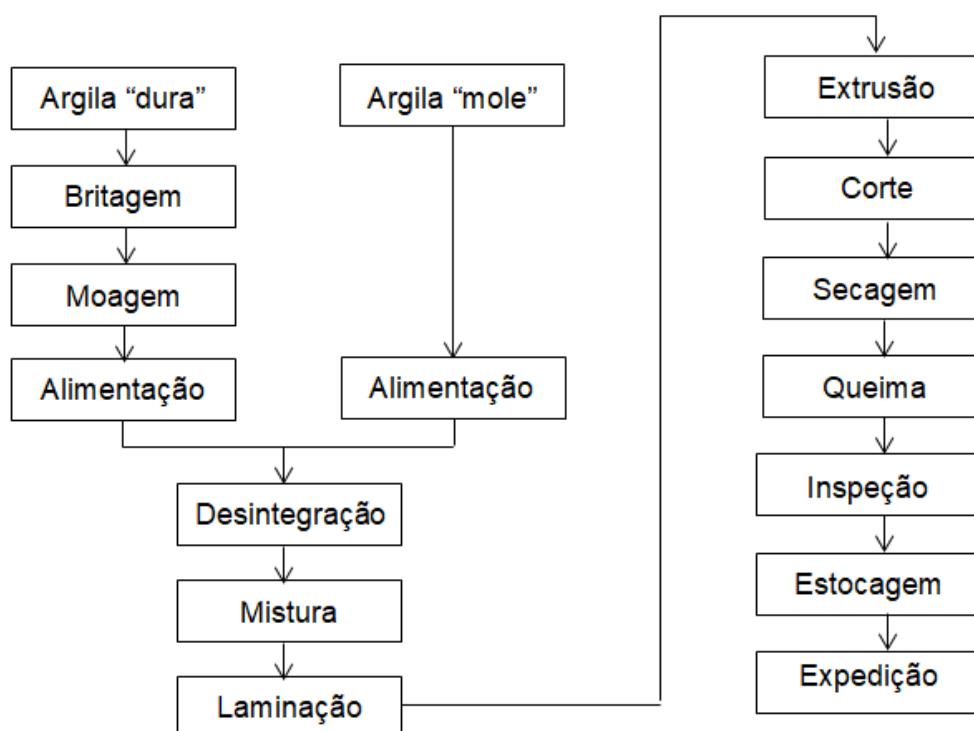 Argila “dura”
Britagem
Moagem
Alimentação
Argila “mole”
Alimentação
Desintegração
Mistura
Laminação
Extrusão
Corte
Secagem
Queima
Inspeção
Estocagem
Expedição